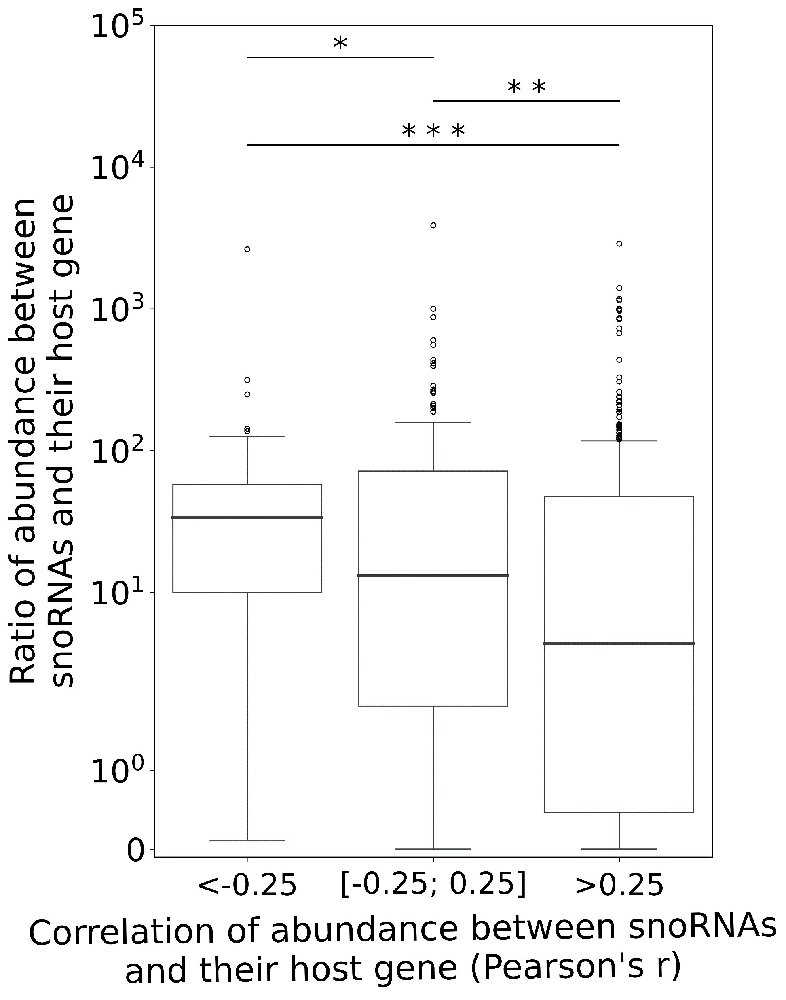 10^5
*
* *
* * *
10^4
10^3
10^2
10^1
10^0
0
Ratio of abundance between
snoRNAs and their host gene
<-0.25
[-0.25; 0.25]
>0.25
Correlation of abundance between snoRNAs
and their host gene (Pearson's r)